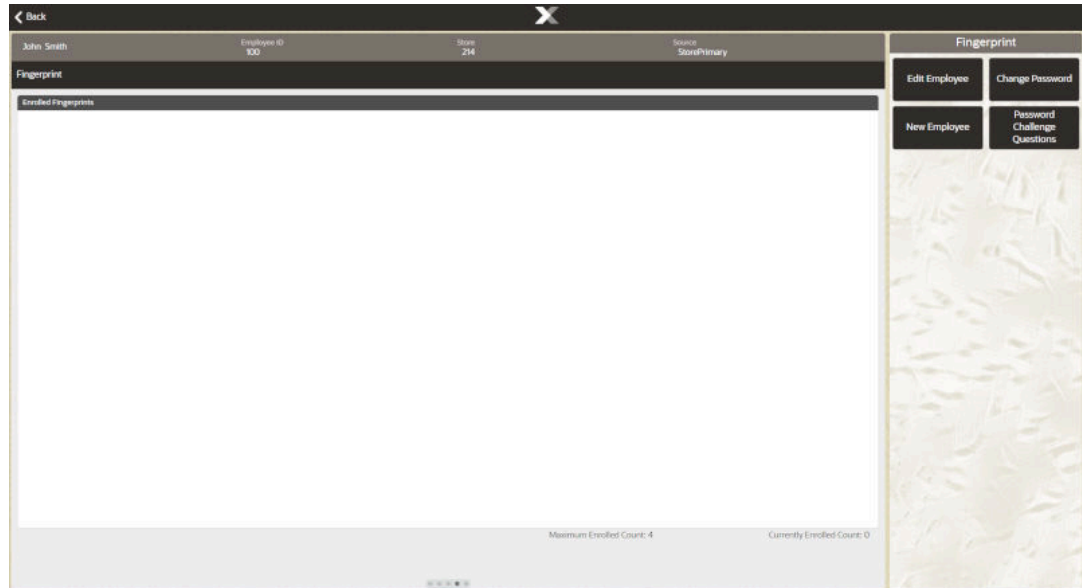 Back
John Smith
Employee ID
100
Store
214
Source
StorePrimary
Fingerprint
Enrolled Fingerprints
Maximum Enrolled Count: 4
Currently Enrolled Count: 0
Fingerprint
Edit Employee
Change Password
New Employee
Password
Challenge
Questions